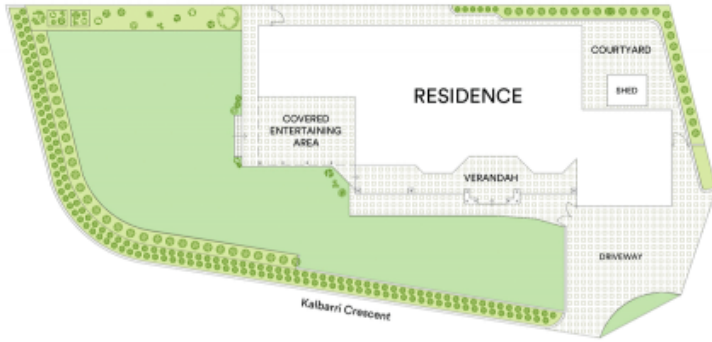 COURTYARD
RESIDENCE
SHED
COVERED
ENTERTAINING
AREA
VERANDAH
DRIVEWAY
Kalbarri Crescent